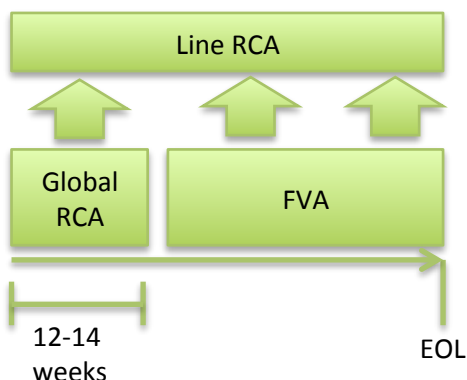 Line RCA
Global
RCA
FVA
12-14
weeks
EOL